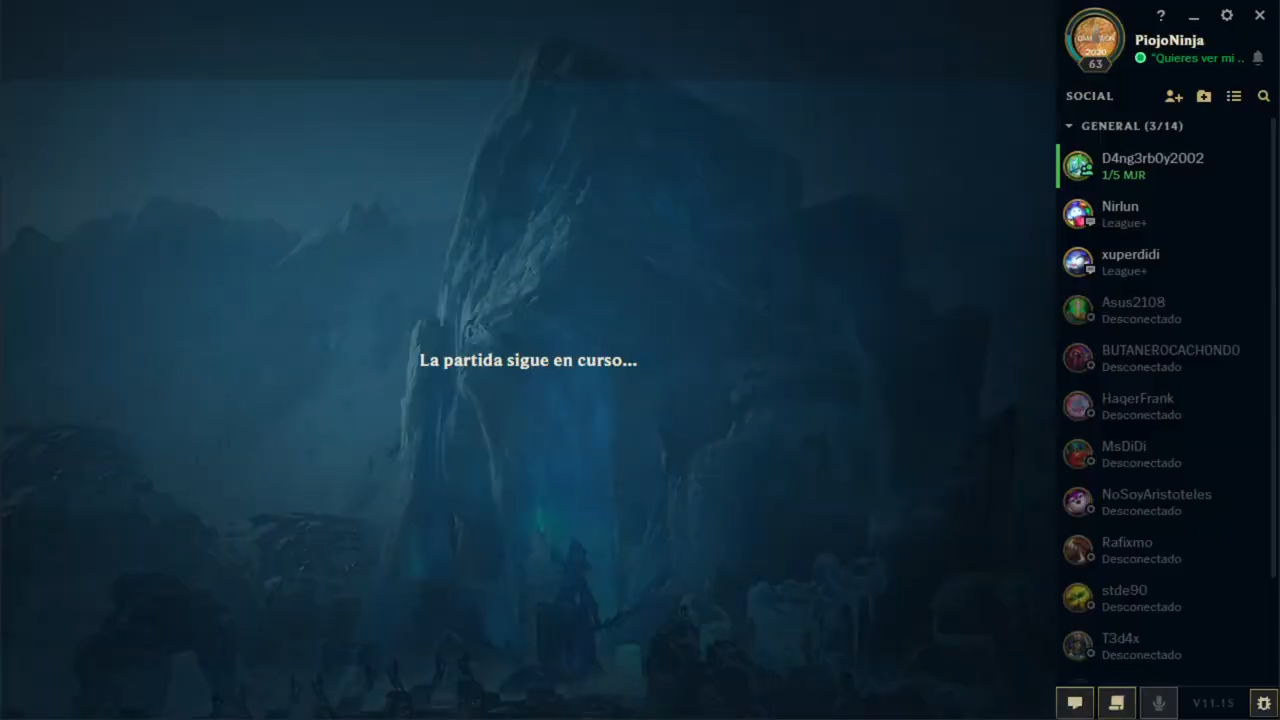 ?
PiojoNinja
63
2020
"Quieres ver mi ..
SOCIAL
GENERAL (3/14)
D4ng3rb0y2002
1/5 MJR
Nirlun
League+
xuperdidi
League+
Asus2108
Desconectado
BUTANEROCACHONDO
Desconectado
HaqerFrank
Desconectado
MsDiDi
Desconectado
NoSoyAristoteles
Desconectado
Rafixmo
Desconectado
stde90
Desconectado
T3d4x
Desconectado
La partida sigue en curso...
V11.15